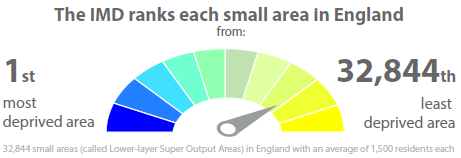 The IMD ranks each small area in England
from:
1st
most
deprived area
32,844th
least
deprived area
32,844 small areas (called Lower-layer Super Output Areas) in England with an average of 1,500 residents each